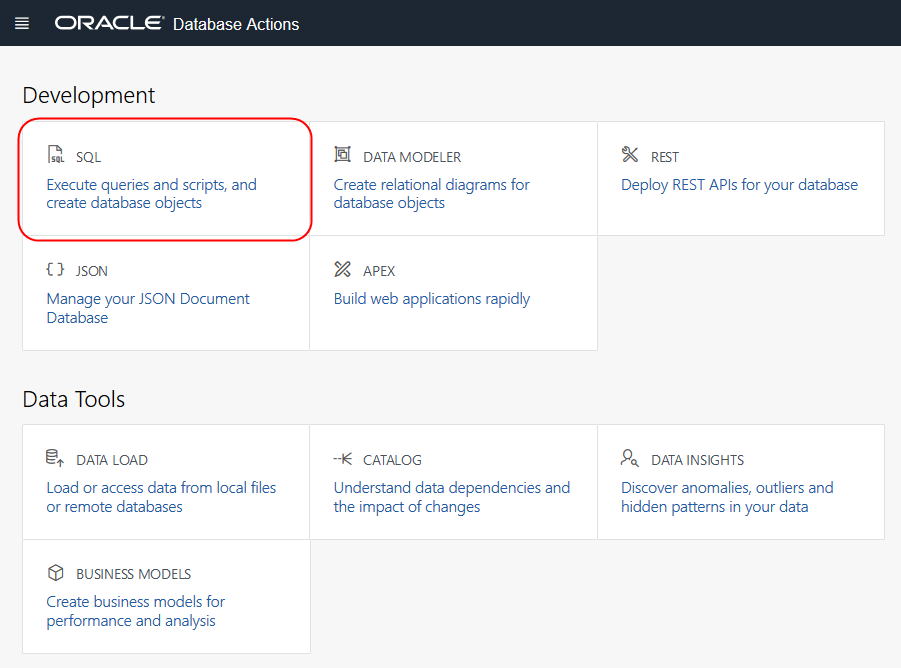 ORACLE Database Actions
Development
SQL
Execute queries and scripts, and
create database objects
DATA MODELER
Create relational diagrams for
database objects
REST
Deploy REST APIs for your database
JSON
Manage your JSON Document
Database
APEX
Build web applications rapidly
Data Tools
DATA LOAD
Load or access data from local files
or remote databases
CATALOG
Understand data dependencies and
the impact of changes
DATA INSIGHTS
Discover anomalies, outliers and
hidden patterns in your data
BUSINESS MODELS
Create business models for
performance and analysis